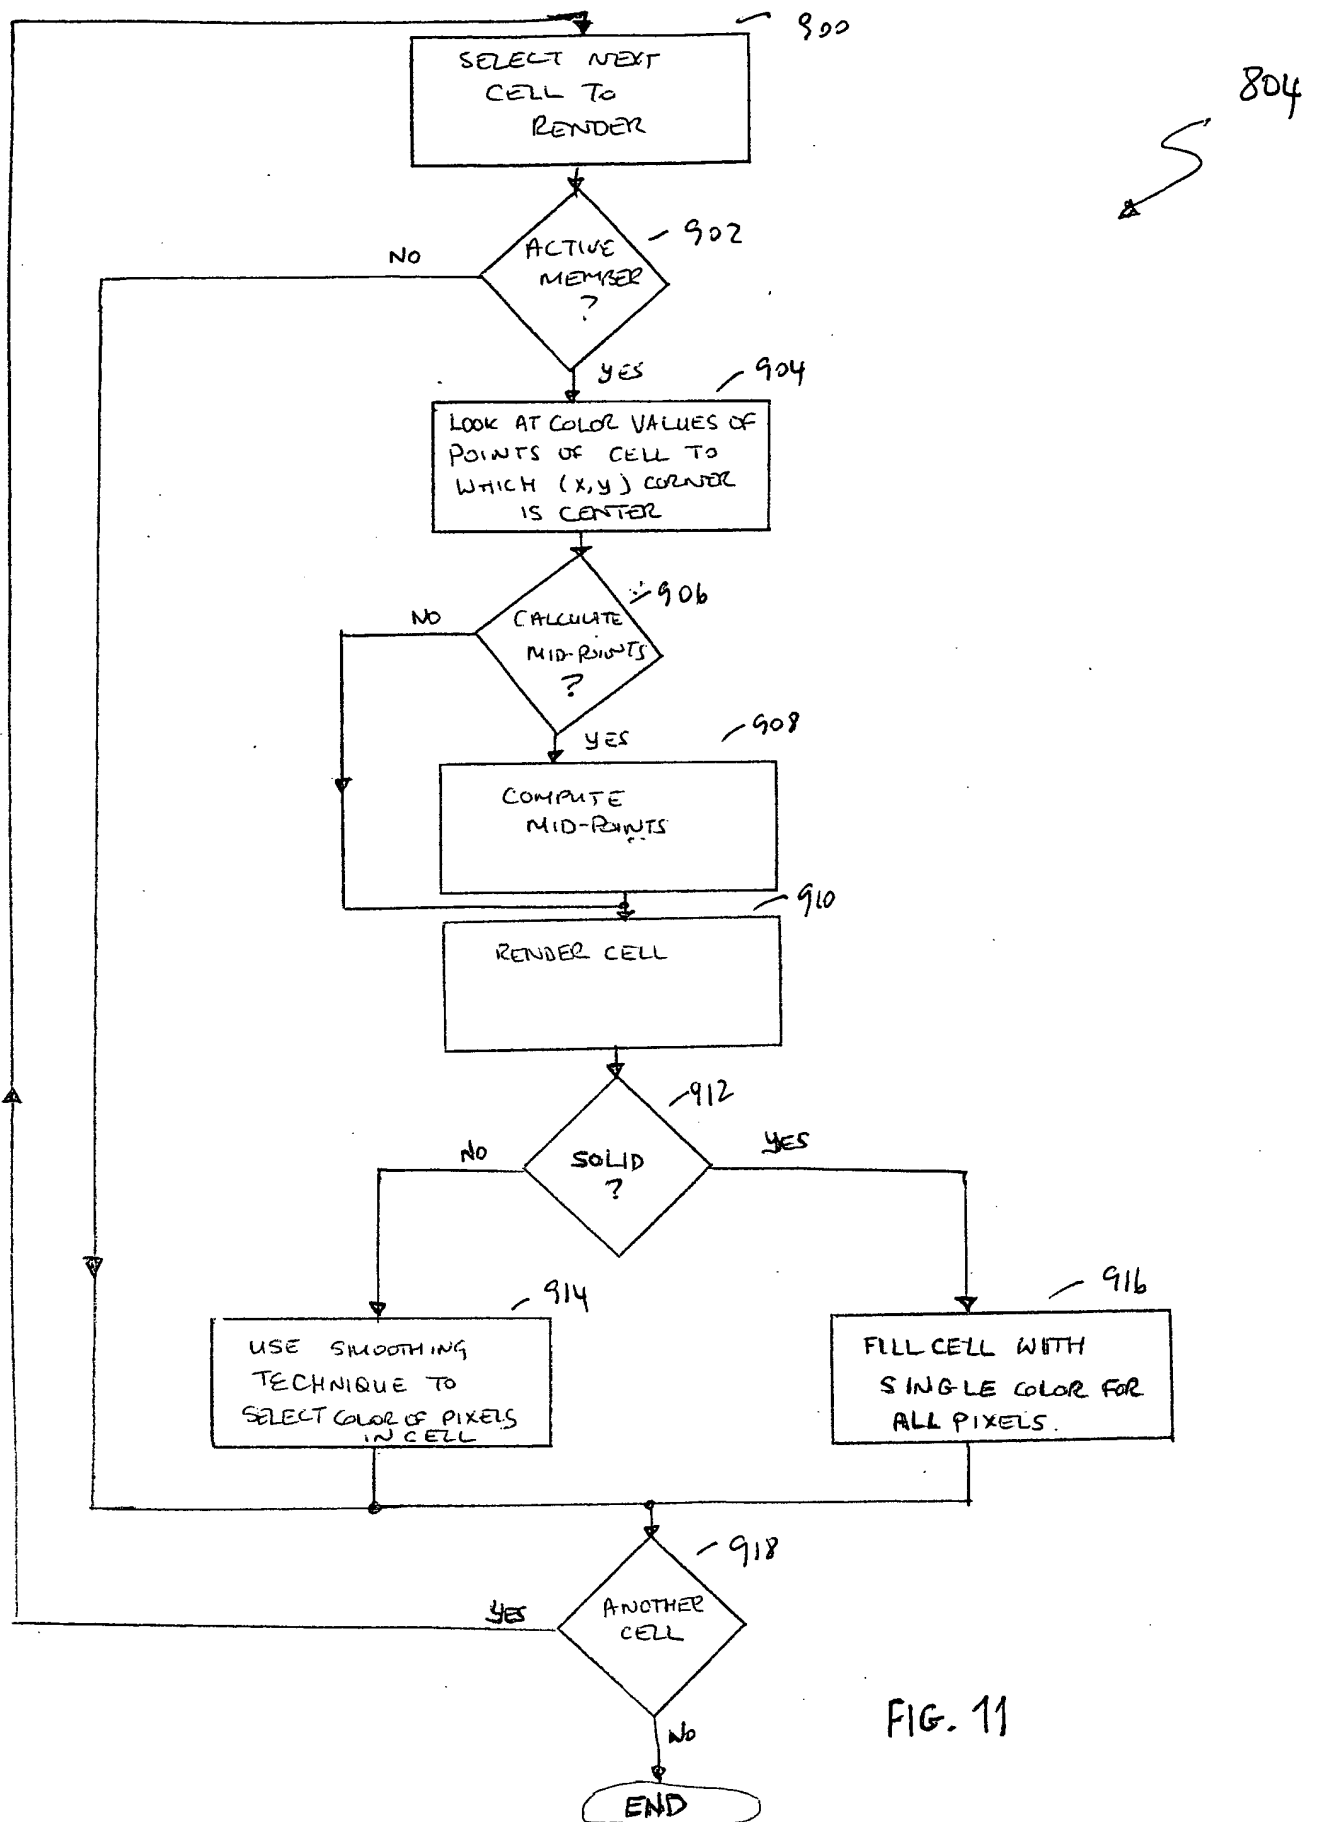 900
SELECT NEXT
CELL TO
RENDER
804
902
ACTIVE
MEMBER
?
NO
YES
904
LOOK AT COLOR VALUES OF
POINTS OF CELL TO
WHICH (X,Y) CORNER
IS CENTER
906
CALCULATE
MID-POINTS
?
NO
YES
908
COMPUTE
MID-POINTS
910
RENDER CELL
912
SOLID
?
NO
YES
914
USE SMOOTHING
TECHNIQUE TO
SELECT COLOR OF PIXELS
IN CELL
916
FILL CELL WITH
SINGLE COLOR FOR
ALL PIXELS.
918
ANOTHER
CELL
YES
NO
END
FIG. 11